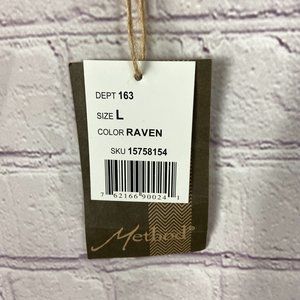 DEPT 163
SIZE L
COLOR RAVEN
SKU 15758154
7 62166 90024 1
Method®